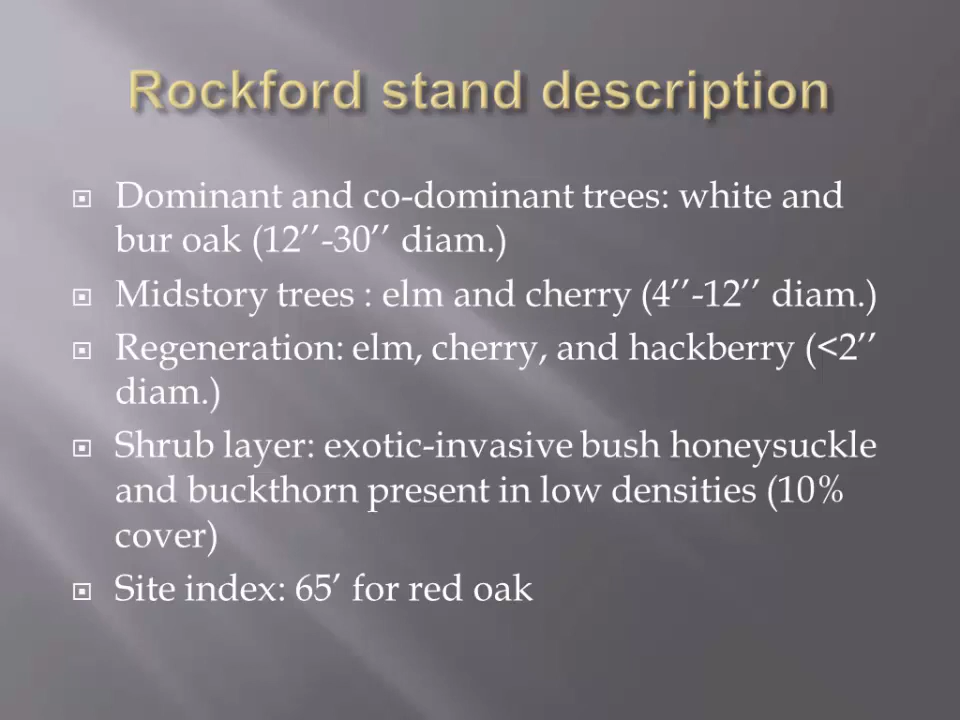 Rockford stand description
Dominant and co-dominant trees: white and
bur oak (12’’-30’’ diam.)
Midstory trees : elm and cherry (4’’-12’’ diam.)
Regeneration: elm, cherry, and hackberry (<2’’
diam.)
Shrub layer: exotic-invasive bush honeysuckle
and buckthorn present in low densities (10%
cover)
Site index: 65’ for red oak